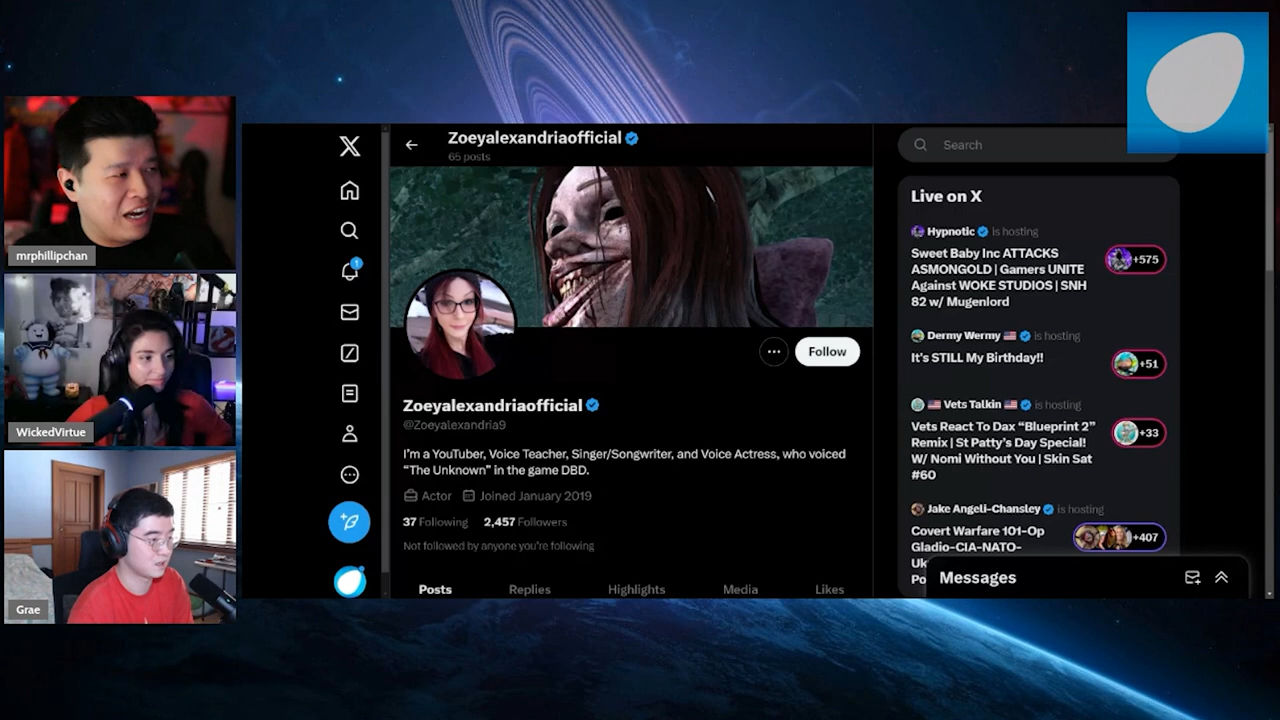 mrphillipchan
WickedVirtue
Grae
Zoeyalexandriaofficial
65 posts
Follow
Zoeyalexandriaofficial
@Zoeyalexandria9
I'm a YouTuber, Voice Teacher, Singer/Songwriter, and Voice Actress, who voiced
"The Unknown" in the game DBD.
Actor Joined January 2019
37 Following 2,457 Followers
Not followed by anyone you're following
Posts Replies Highlights Media Likes
1
Search
Live on X
Hypnotic is hosting
Sweet Baby Inc ATTACKS
ASMONGOLD | Gamers UNITE
Against WOKE STUDIOS | SNH
82 w/ Mugenlord
+575
Dermy Wermy is hosting
It's STILL My Birthday!!
+51
Vets Talkin is hosting
Vets React To Dax “Blueprint 2”
Remix | St Patty's Day Special!
W/ Nomi Without You | Skin Sat
#60
+33
Jake Angeli-Chansley is hosting
Covert Warfare 101-Op
Gladio-CIA-NATO-
+407
Messages